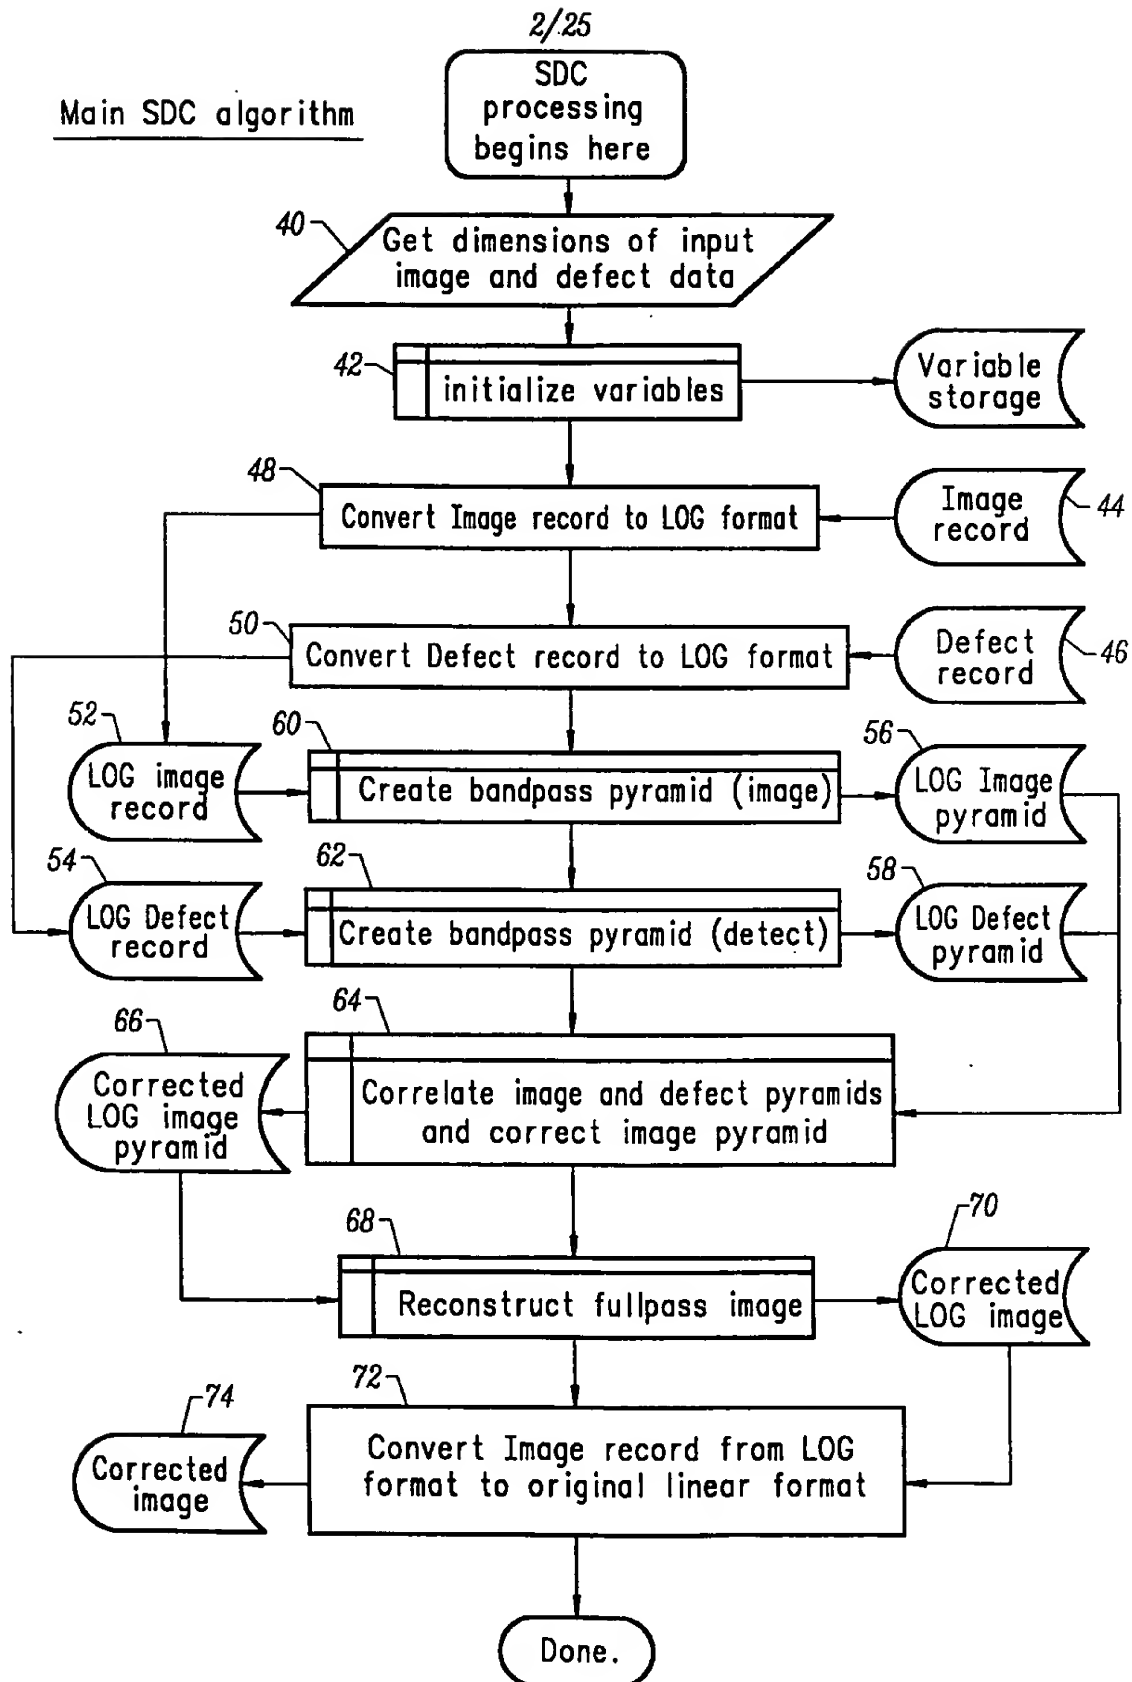 2/25
SDC
processing
begins here
Main SDC algorithm
40
Get dimensions of input
image and defect data
42
initialize variables
Variable
storage
48
Convert Image record to LOG format
Image
record
44
50
Convert Defect record to LOG format
Defect
record
46
52
LOG image
record
60
Create bandpass pyramid (image)
56
LOG Image
pyramid
54
LOG Defect
record
62
Create bandpass pyramid (detect)
58
LOG Defect
pyramid
64
Correlate image and defect pyramids
and correct image pyramid
66
Corrected
LOG image
pyramid
68
Reconstruct fullpass image
70
Corrected
LOG image
72
Convert Image record from LOG
format to original linear format
74
Corrected
image
Done.